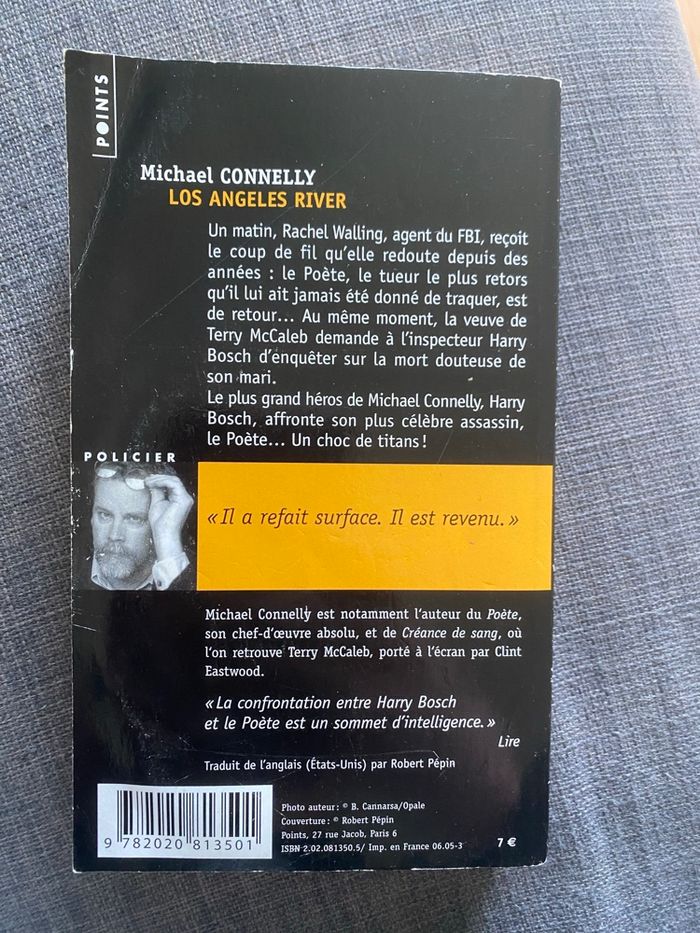 POINTS
Michael CONNELLY
LOS ANGELES RIVER
Un matin, Rachel Walling, agent du FBI, reçoit
le coup de fil qu'elle redoute depuis des
années : le Poète, le tueur le plus retors
qu'il lui ait jamais été donné de traquer, est
de retour... Au même moment, la veuve de
Terry McCaleb demande à l'inspecteur Harry
Bosch d'enquêter sur la mort douteuse de
son mari.
Le plus grand héros de Michael Connelly, Harry
Bosch, affronte son plus célèbre assassin,
le Poète... Un choc de titans !
POLICIER
« Il a refait surface. Il est revenu. »
Michael Connelly est notamment l'auteur du Poète,
son chef-d'œuvre absolu, et de Créance de sang, où
l'on retrouve Terry McCaleb, porté à l'écran par Clint
Eastwood.
« La confrontation entre Harry Bosch
et le Poète est un sommet d'intelligence. »
Lire
Traduit de l'anglais (États-Unis) par Robert Pépin
Photo auteur : © B. Cannarsa/Opale
Couverture : © Robert Pépin
Points, 27 rue Jacob, Paris 6
ISBN 2.02.081350.5/ Imp. en France 06.05-3
7 €
9 782020 813501